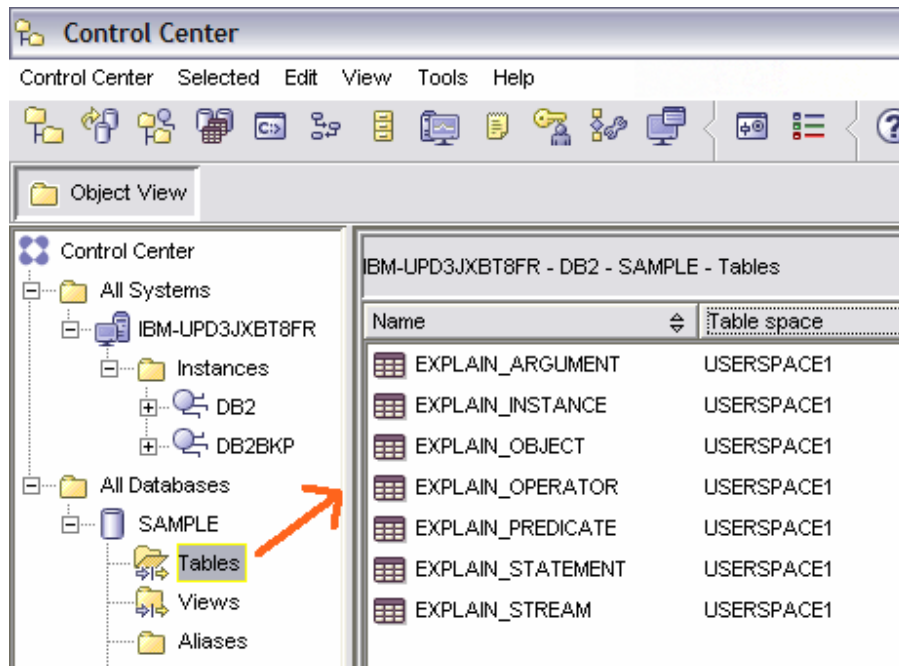 Control Center
Control Center Selected Edit View Tools Help
C:\
?
Object View
Control Center
All Systems
IBM-UPD3JXBT8FR
Instances
DB2
DB2BKP
All Databases
SAMPLE
Tables
Views
Aliases
IBM-UPD3JXBT8FR - DB2 - SAMPLE - Tables
Name Table space
EXPLAIN_ARGUMENT USERSPACE1
EXPLAIN_INSTANCE USERSPACE1
EXPLAIN_OBJECT USERSPACE1
EXPLAIN_OPERATOR USERSPACE1
EXPLAIN_PREDICATE USERSPACE1
EXPLAIN_STATEMENT USERSPACE1
EXPLAIN_STREAM USERSPACE1